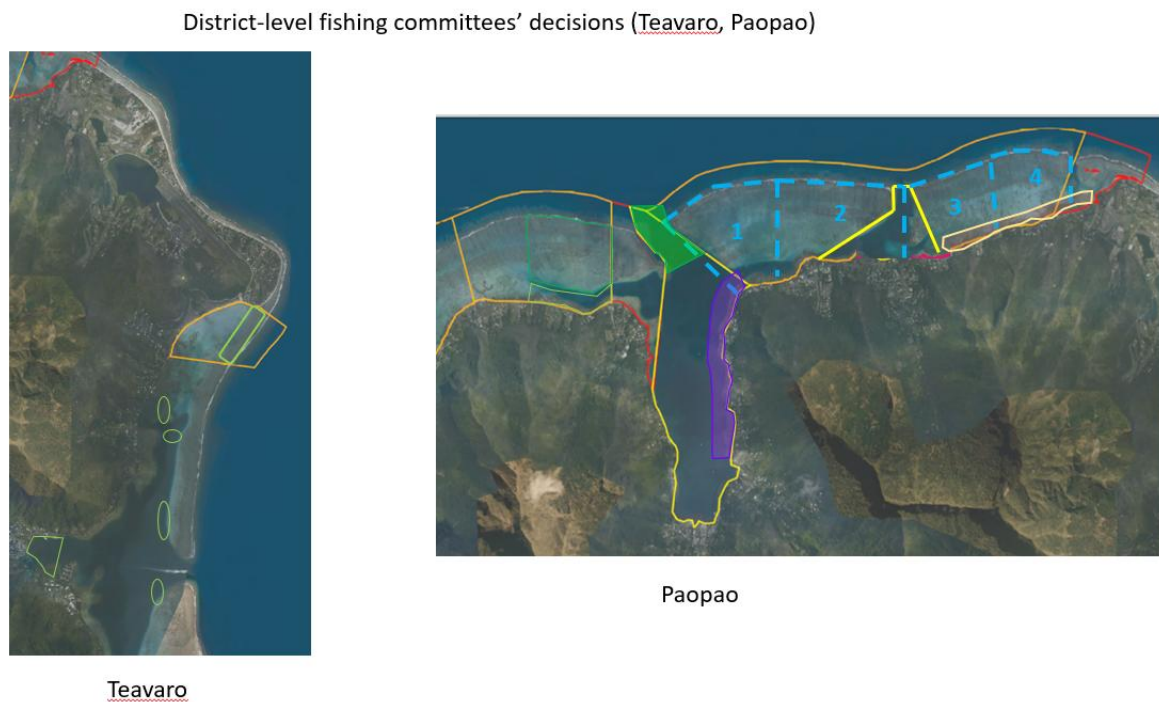 District-level fishing committees' decisions (Teavaro, Paopao)
1
2
3
4
Paopao
Teavaro